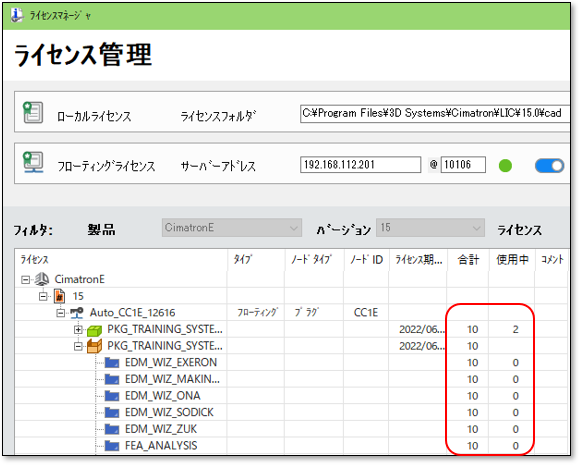 ライセンスマネージャ
ライセンス管理
ローカルライセンス ライセンスフォルダ C:¥Program Files¥3D Systems¥Cimatron¥LIC¥15.0¥cad
フローティングライセンス サーバーアドレス 192.168.112.201 @ 10106
フィルタ: 製品 CimatronE バージョン 15 ライセンス
ライセンス タイプ ノードタイプ ノードID ライセンス期... 合計 使用中 コメント
CimatronE
15
Auto_CC1E_12616 フローティング プラグ CC1E
PKG_TRAINING_SYSTE... 2022/06... 10 2
PKG_TRAINING_SYSTE... 2022/06... 10
EDM_WIZ_EXERON 10 0
EDM_WIZ_MAKIN... 10 0
EDM_WIZ_ONA 10 0
EDM_WIZ_SODICK 10 0
EDM_WIZ_ZUK 10 0
FEA_ANALYSIS 10 0